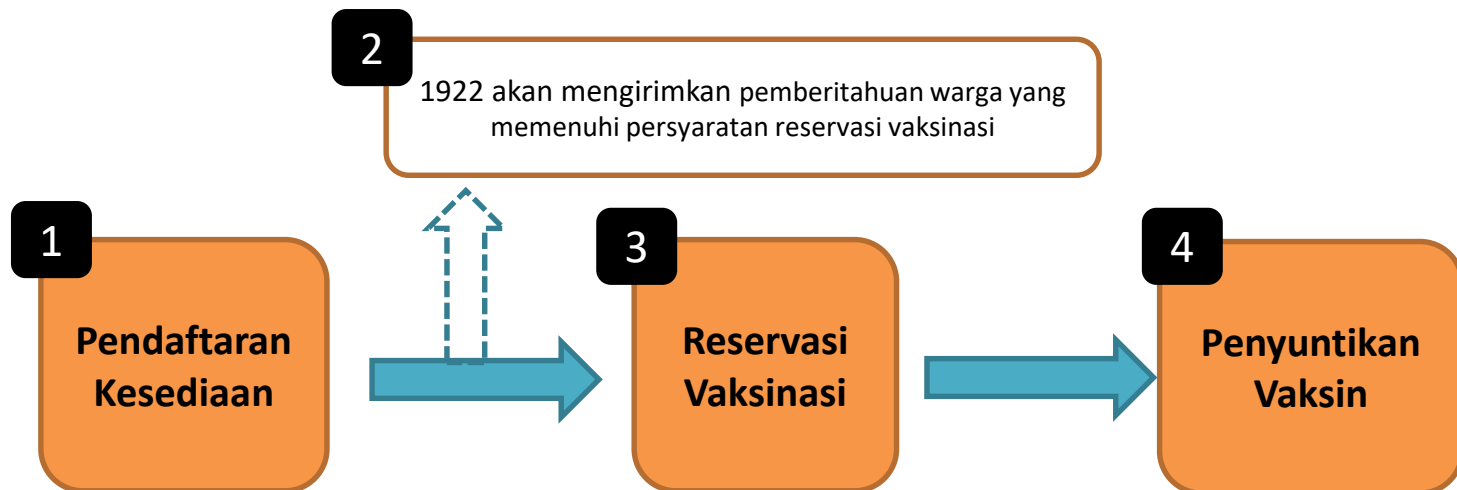 1
Pendaftaran
Kesediaan
2
1922 akan mengirimkan pemberitahuan warga yang
memenuhi persyaratan reservasi vaksinasi
3
Reservasi
Vaksinasi
4
Penyuntikan
Vaksin